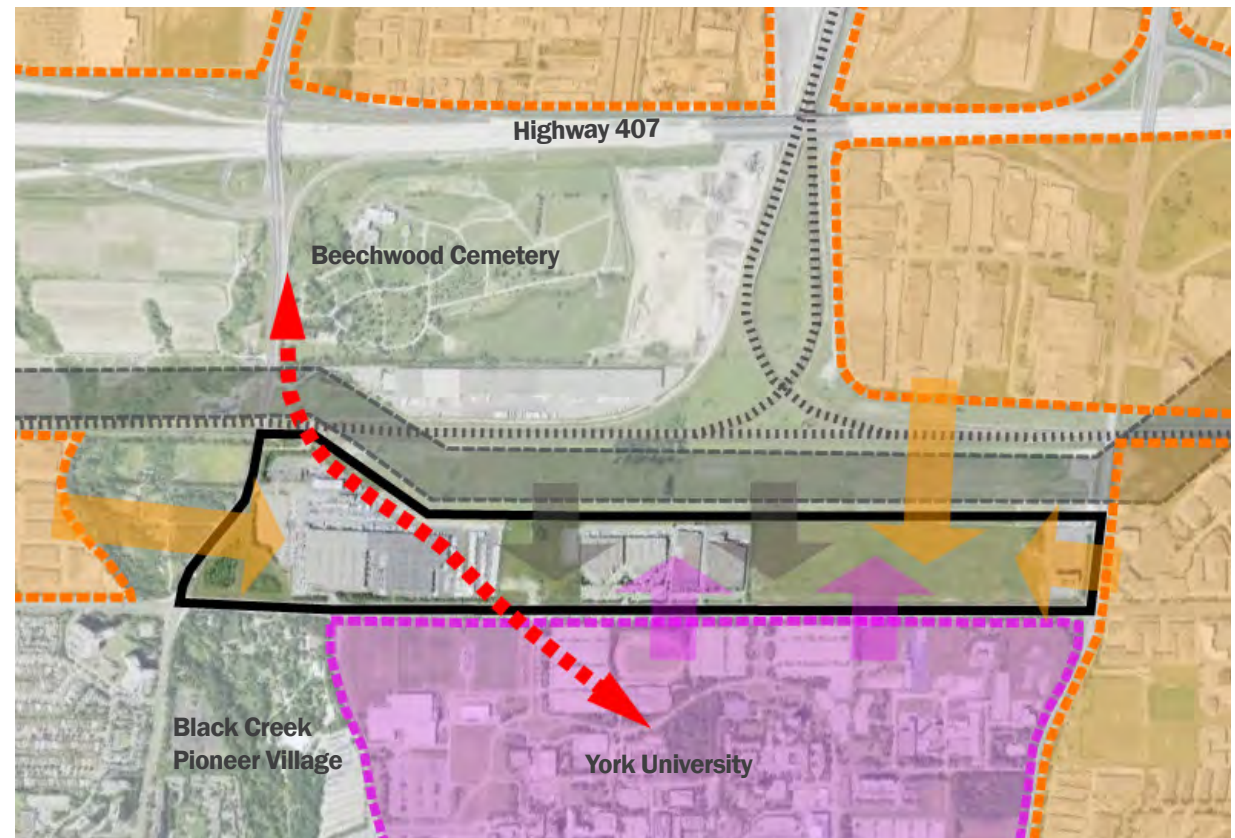 Highway 407
Beechwood Cemetery
Black Creek
Pioneer Village
York University